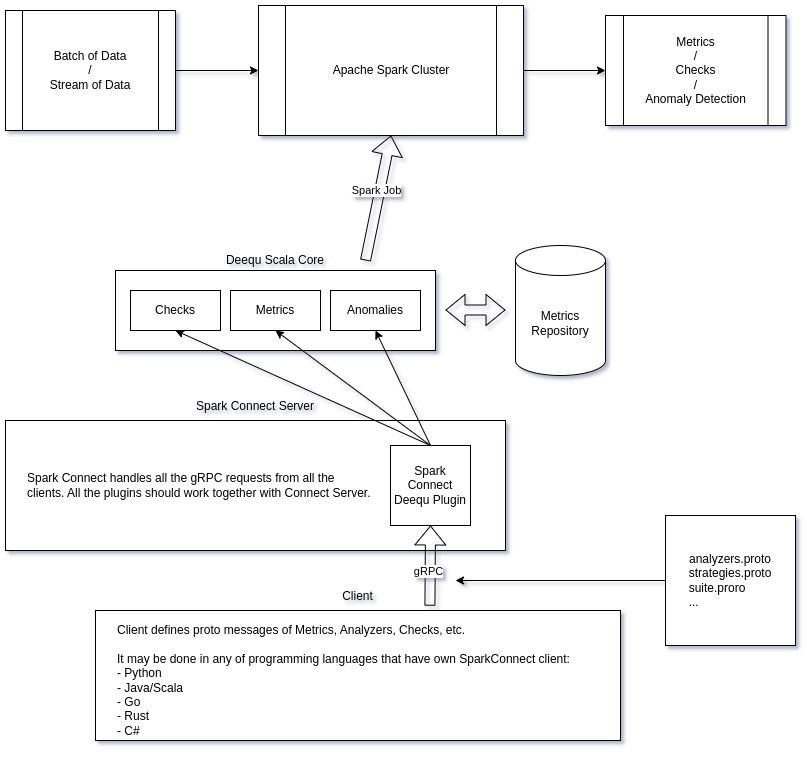 Batch of Data
/
Stream of Data
Apache Spark Cluster
Metrics
/
Checks
/
Anomaly Detection
Spark Job
Deequ Scala Core
Checks
Metrics
Anomalies
Metrics
Repository
Spark Connect Server
Spark Connect handles all the gRPC requests from all the
clients. All the plugins should work together with Connect Server.
Spark
Connect
Deequ Plugin
gRPC
analyzers.proto
strategies.proto
suite.proro
...
Client
Client defines proto messages of Metrics, Analyzers, Checks, etc.
It may be done in any of programming languages that have own SparkConnect client:
- Python
- Java/Scala
- Go
- Rust
- C#